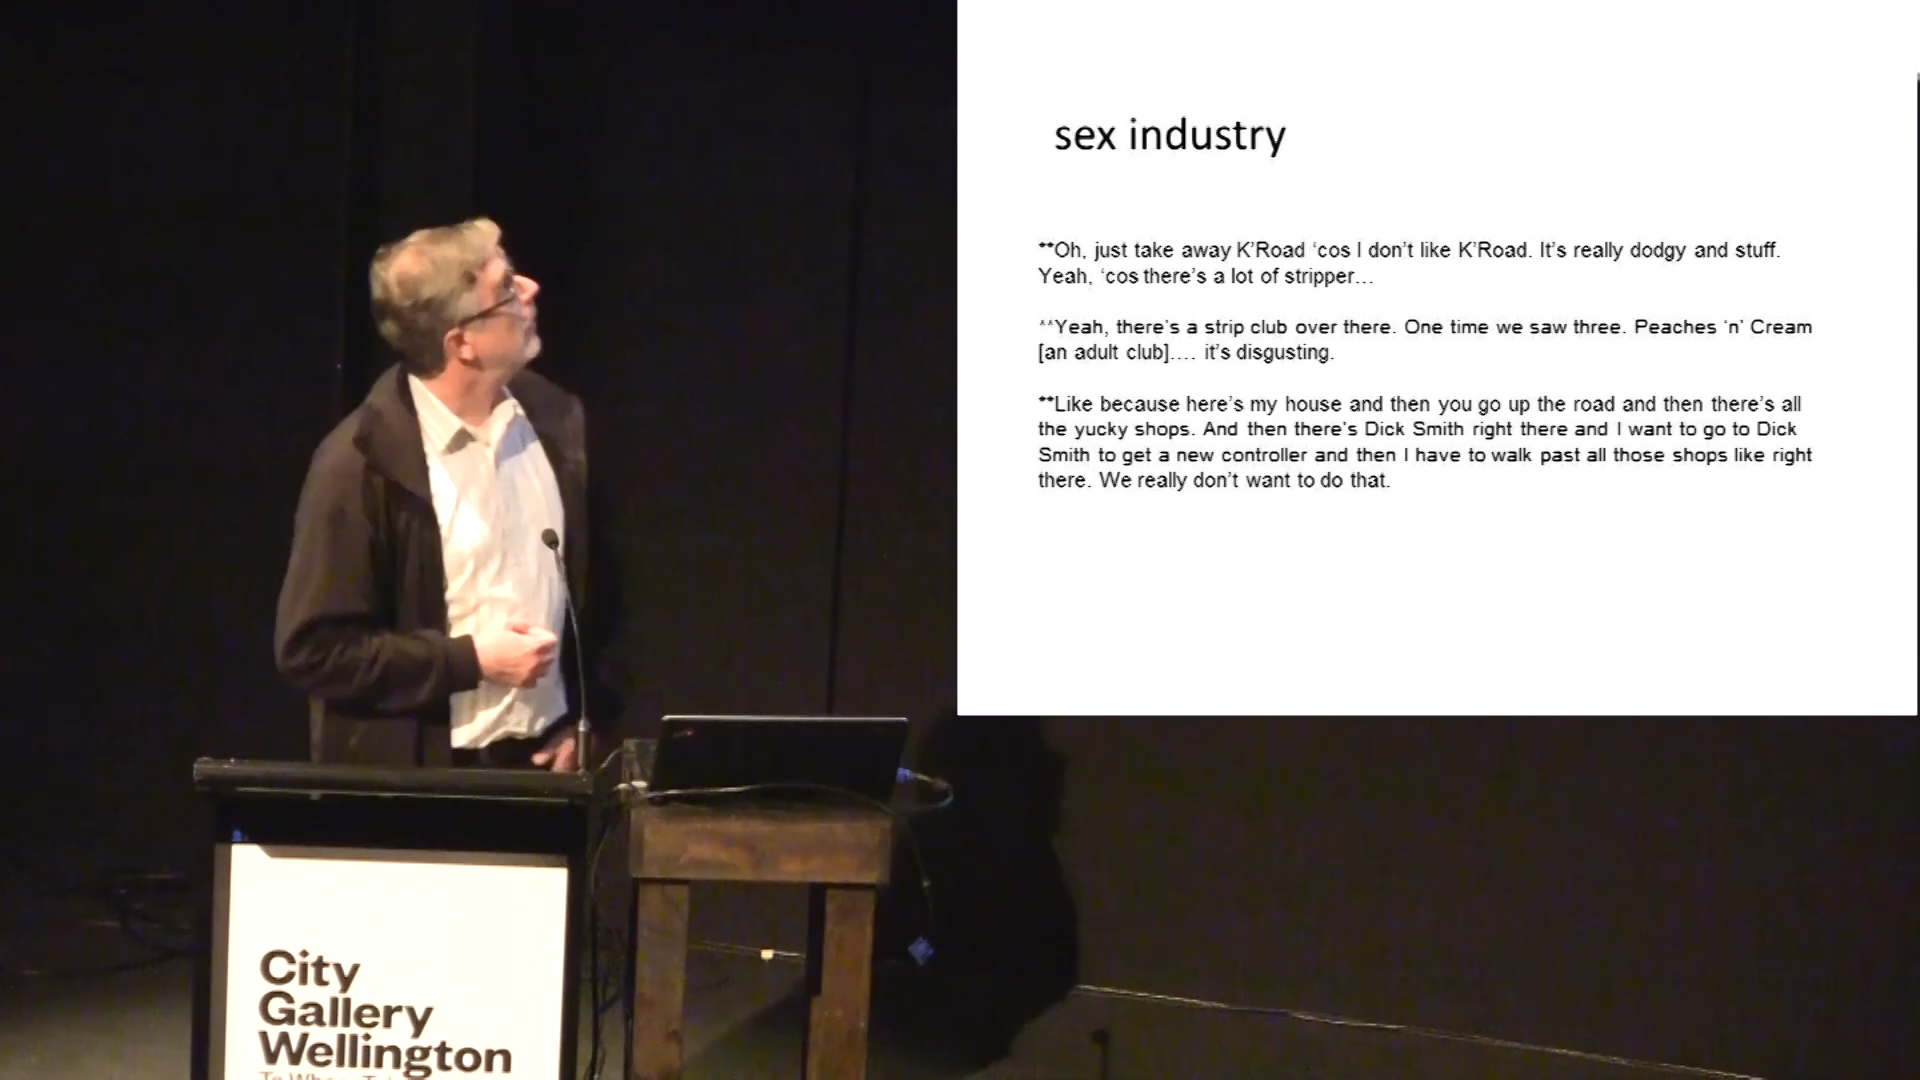 sex industry
**Oh, just take away K’Road ‘cos I don’t like K’Road. It’s really dodgy and stuff.
Yeah, ‘cos there’s a lot of stripper…
^^Yeah, there’s a strip club over there. One time we saw three. Peaches ‘n’ Cream
[an adult club]…. it’s disgusting.
**Like because here’s my house and then you go up the road and then there’s all
the yucky shops. And then there’s Dick Smith right there and I want to go to Dick
Smith to get a new controller and then I have to walk past all those shops like right
there. We really don’t want to do that.
City
Gallery
Wellington